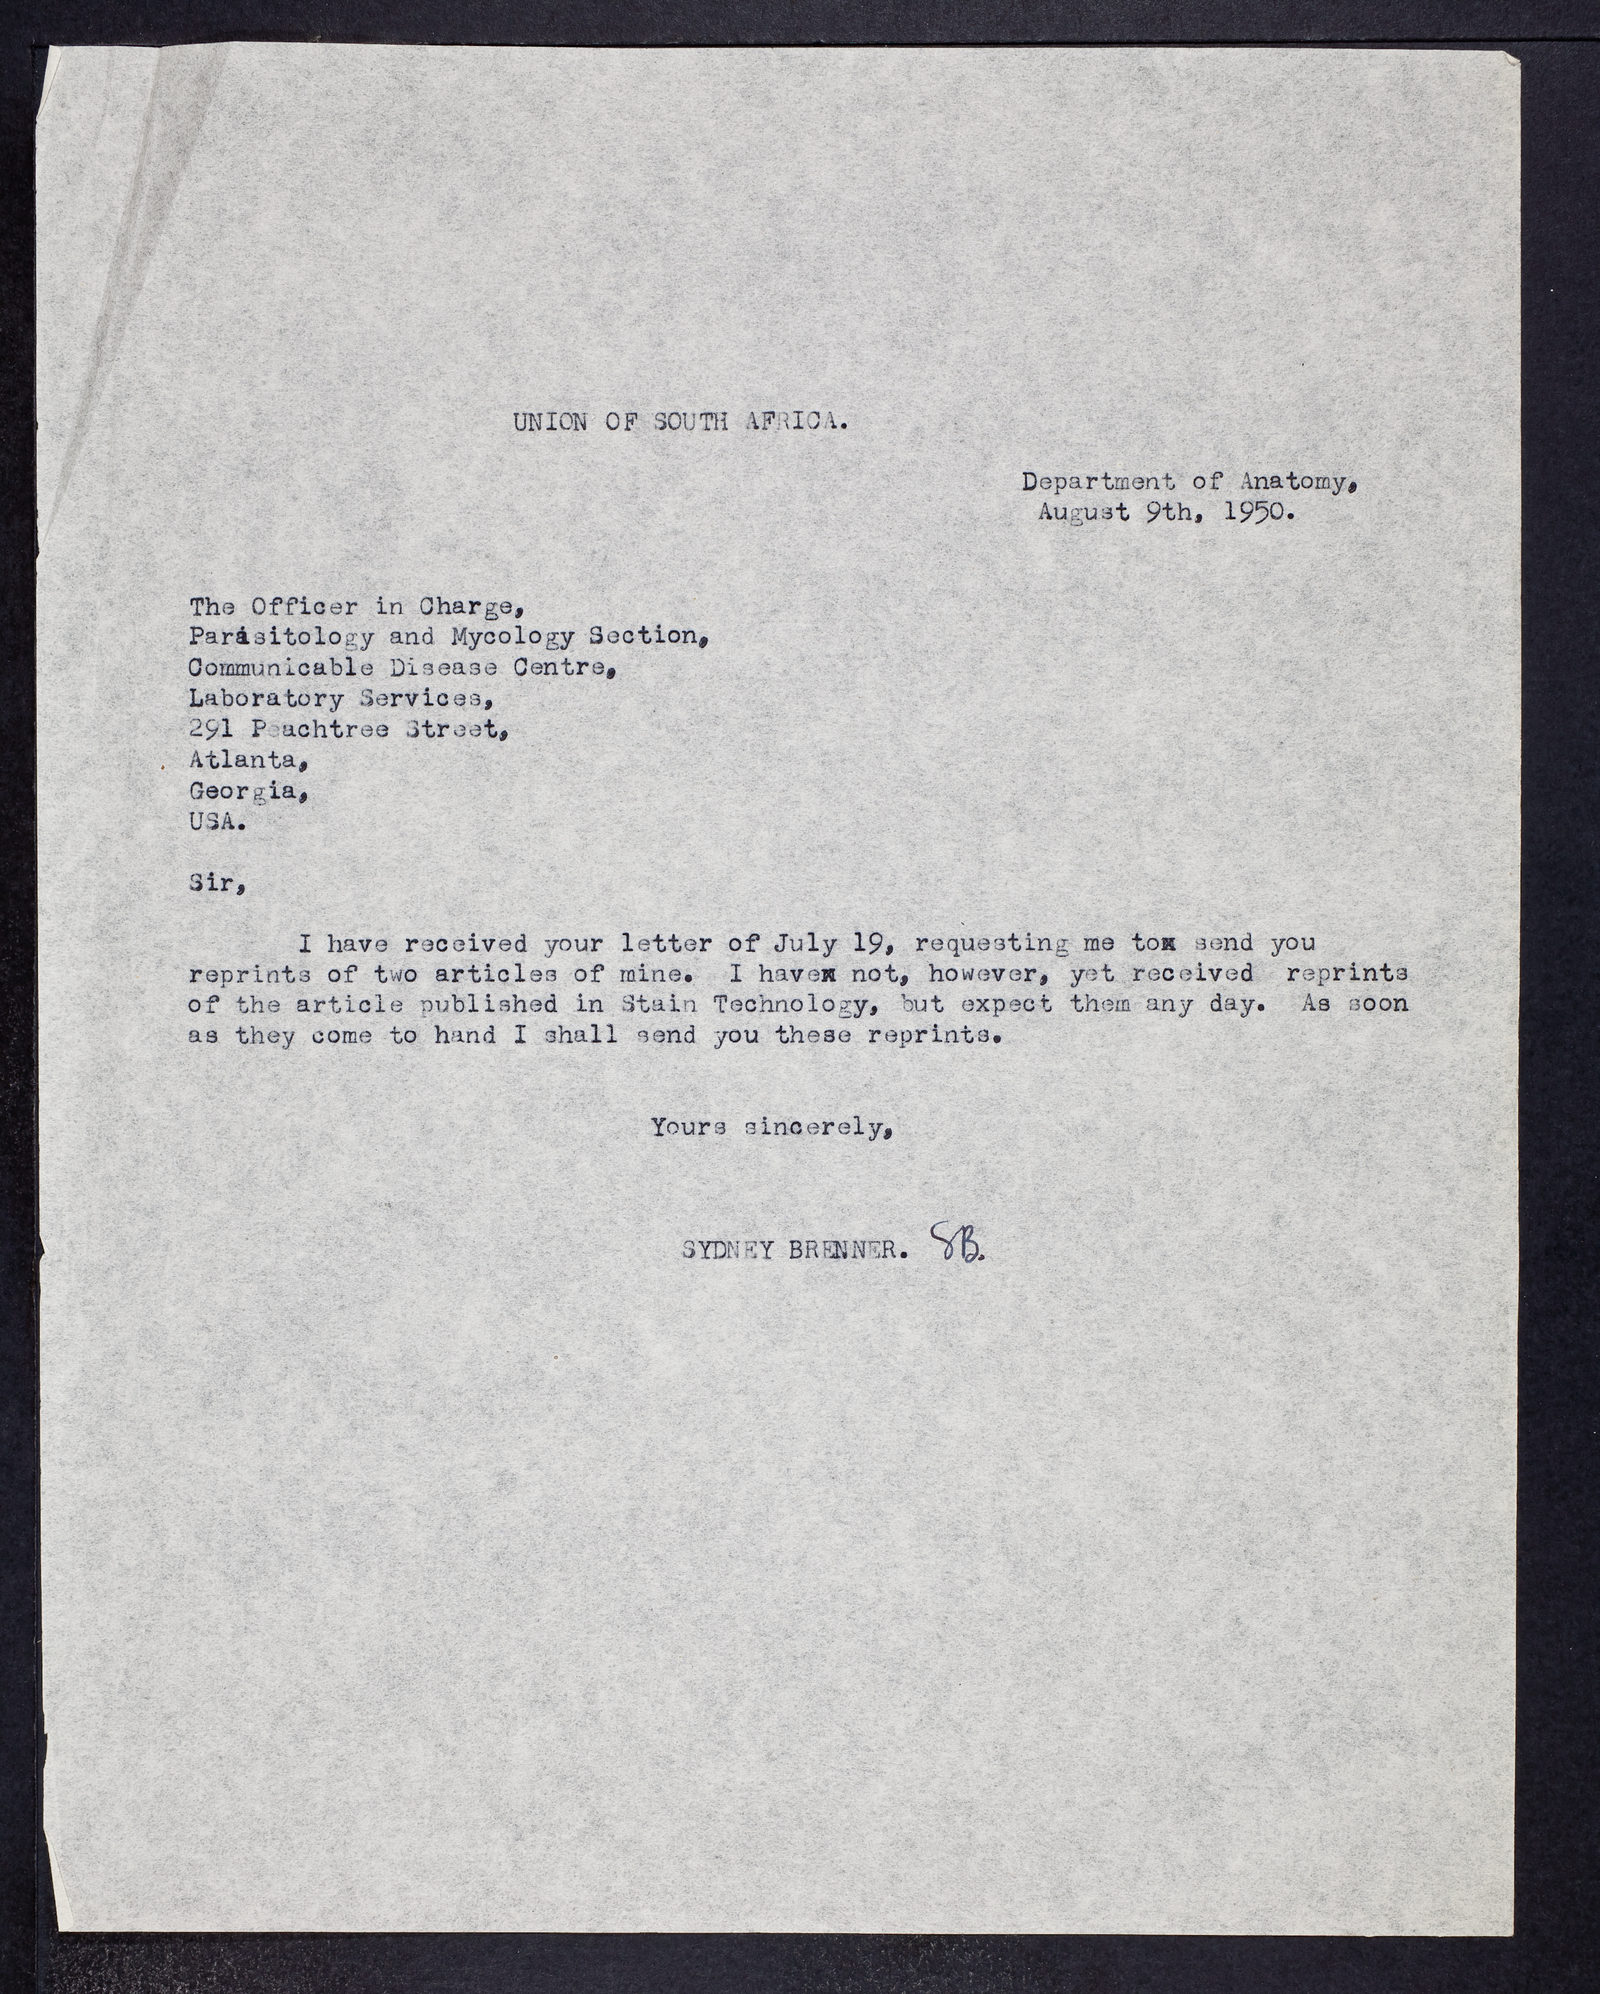 UNION OF SOUTH AFRICA.
Department of Anatomy,
August 9th, 1950.
The Officer in Charge,
Parasitology and Mycology Section,
Communicable Disease Centre,
Laboratory Services,
291 Peachtree Street,
Atlanta,
Georgia,
USA.
Sir,
I have received your letter of July 19, requesting me tox send you
reprints of two articles of mine. I havex not, however, yet received reprints
of the article published in Stain Technology, but expect them any day. As soon
as they come to hand I shall send you these reprints.
Yours sincerely,
SYDNEY BRENNER. SB.